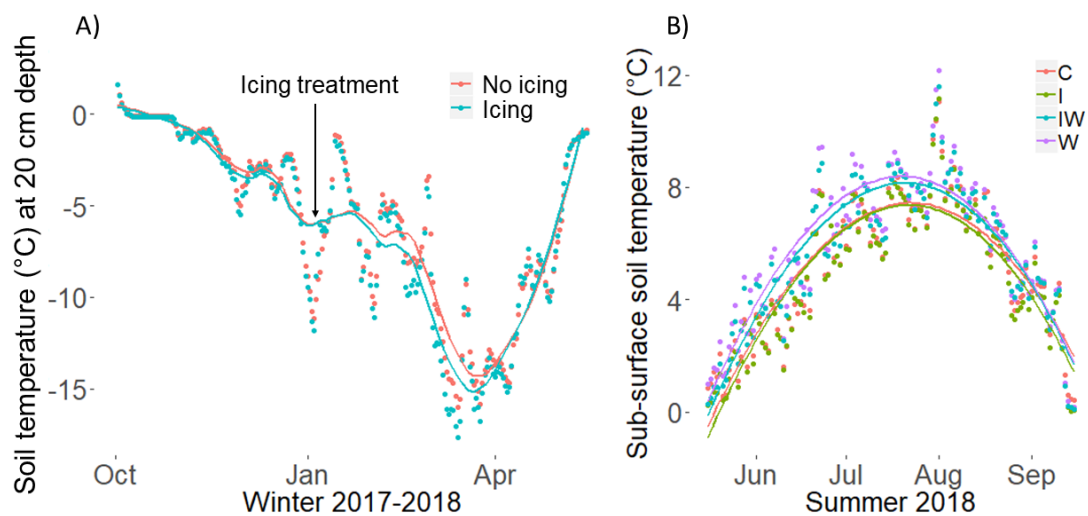 A)
Soil temperature (°C) at 20 cm depth
0
-5
-10
-15
Icing treatment
No icing
Icing
Oct
Jan
Apr
Winter 2017-2018
B)
Sub-surface soil temperature (°C)
12
8
4
0
C
I
IW
W
Jun
Jul
Aug
Sep
Summer 2018